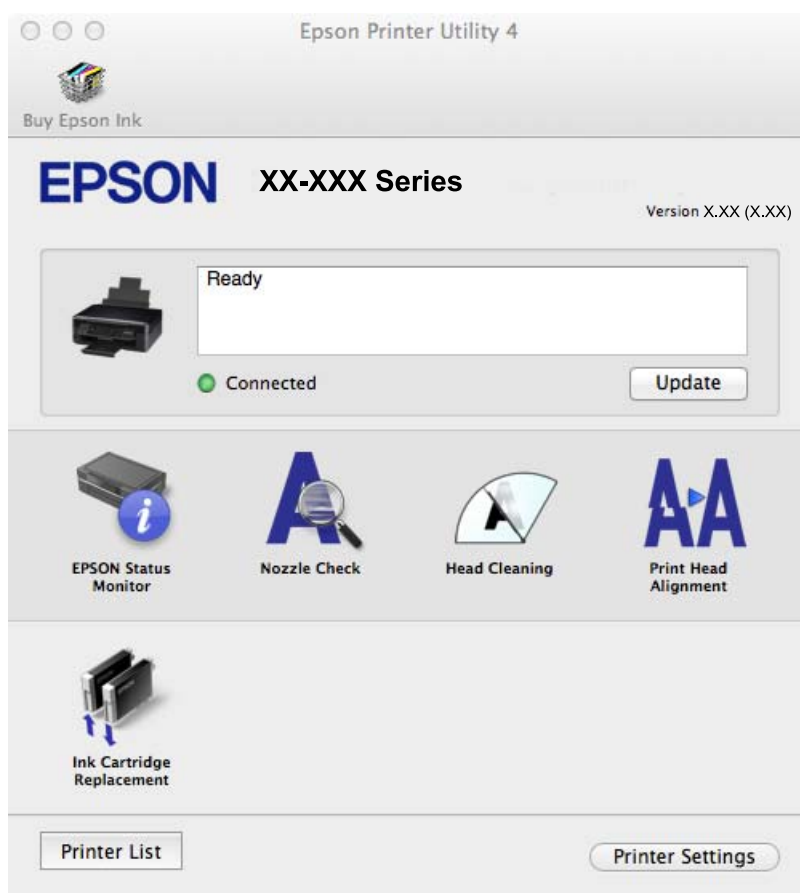 Epson Printer Utility 4
Buy Epson Ink
EPSON XX-XXX Series
Version X.XX (X.XX)
Ready
Connected
Update
EPSON Status
Monitor
Nozzle Check
Head Cleaning
Print Head
Alignment
Ink Cartridge
Replacement
Printer List
Printer Settings